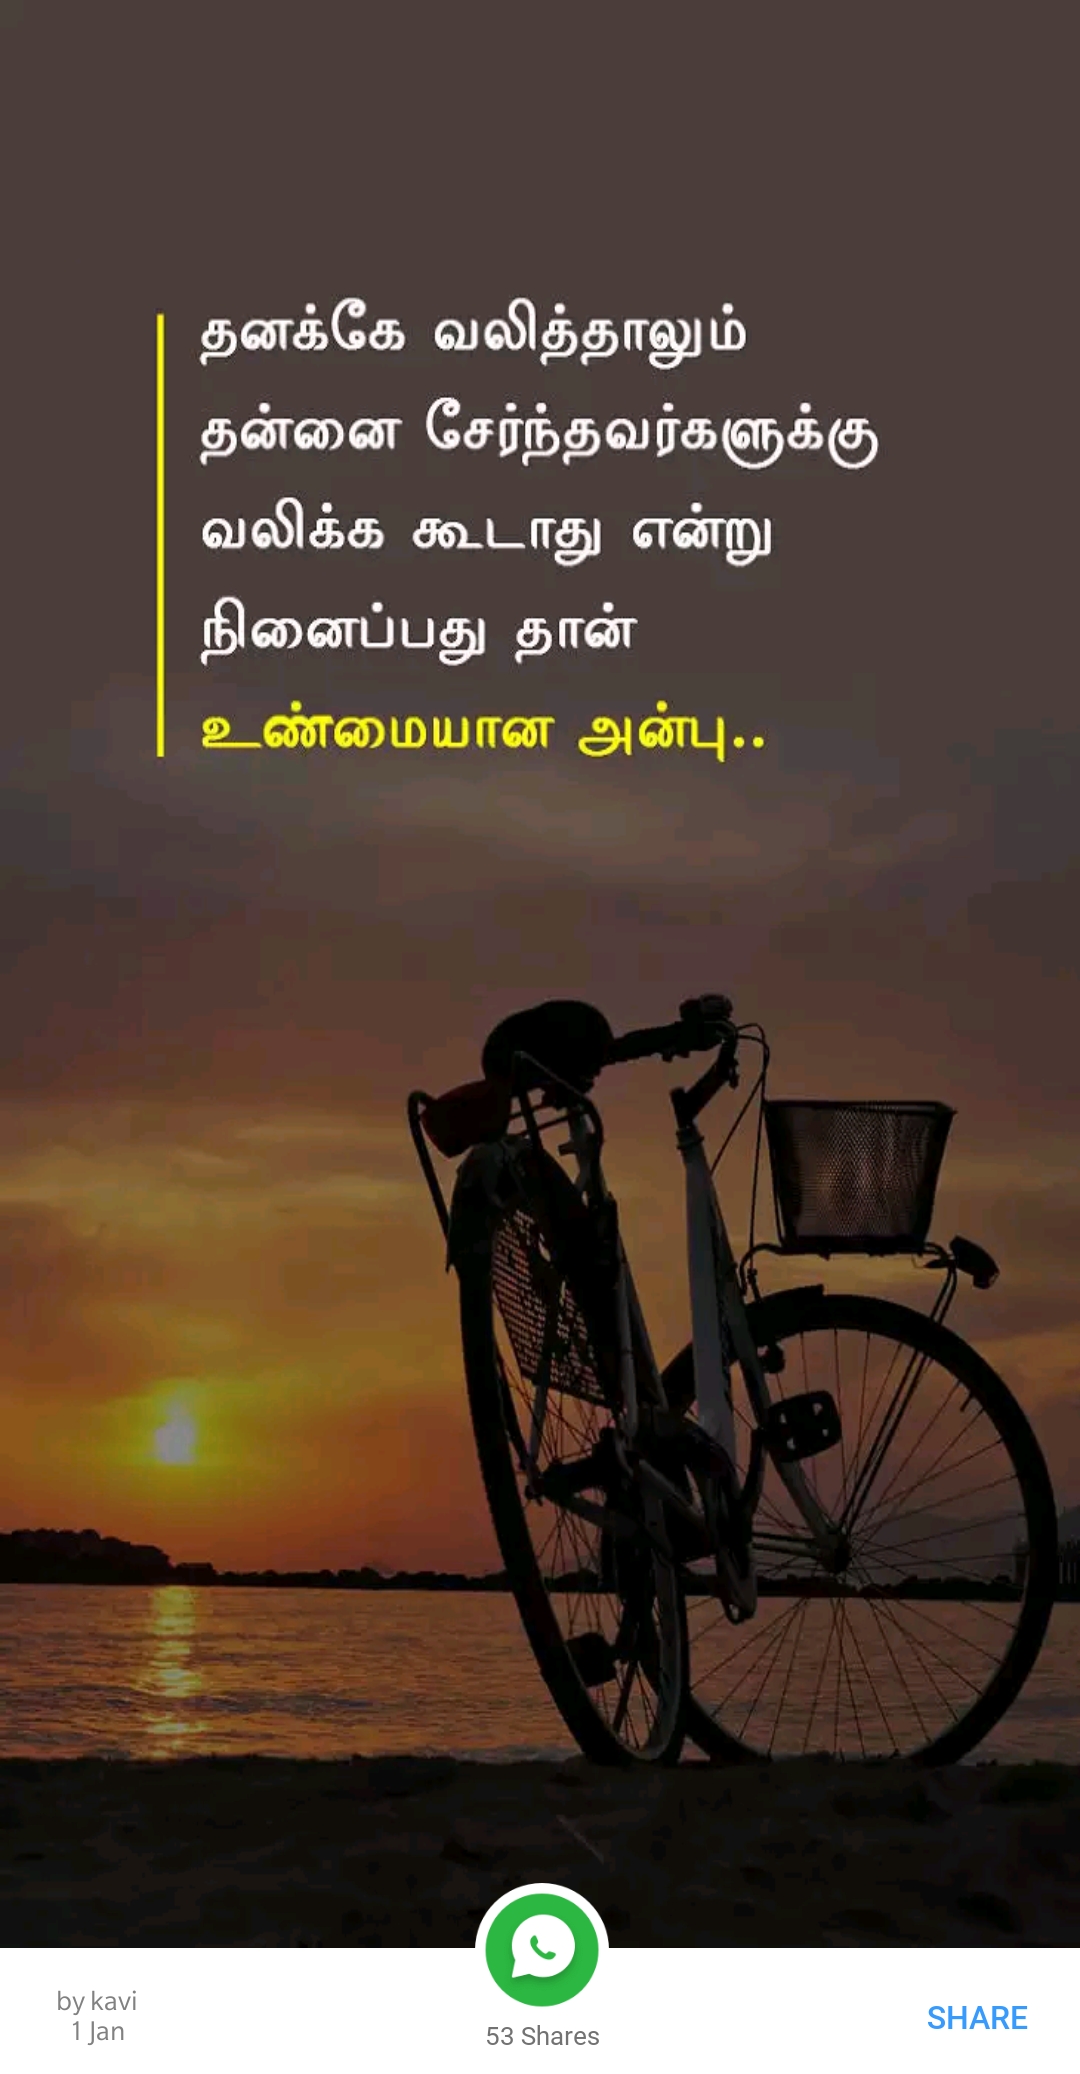 தனக்கே வலித்தாலும்
தன்னை சேர்ந்தவர்களுக்கு
வலிக்க கூடாது என்று
நினைப்பது தான்
உண்மையான அன்பு..
by kavi
1 Jan
53 Shares
SHARE